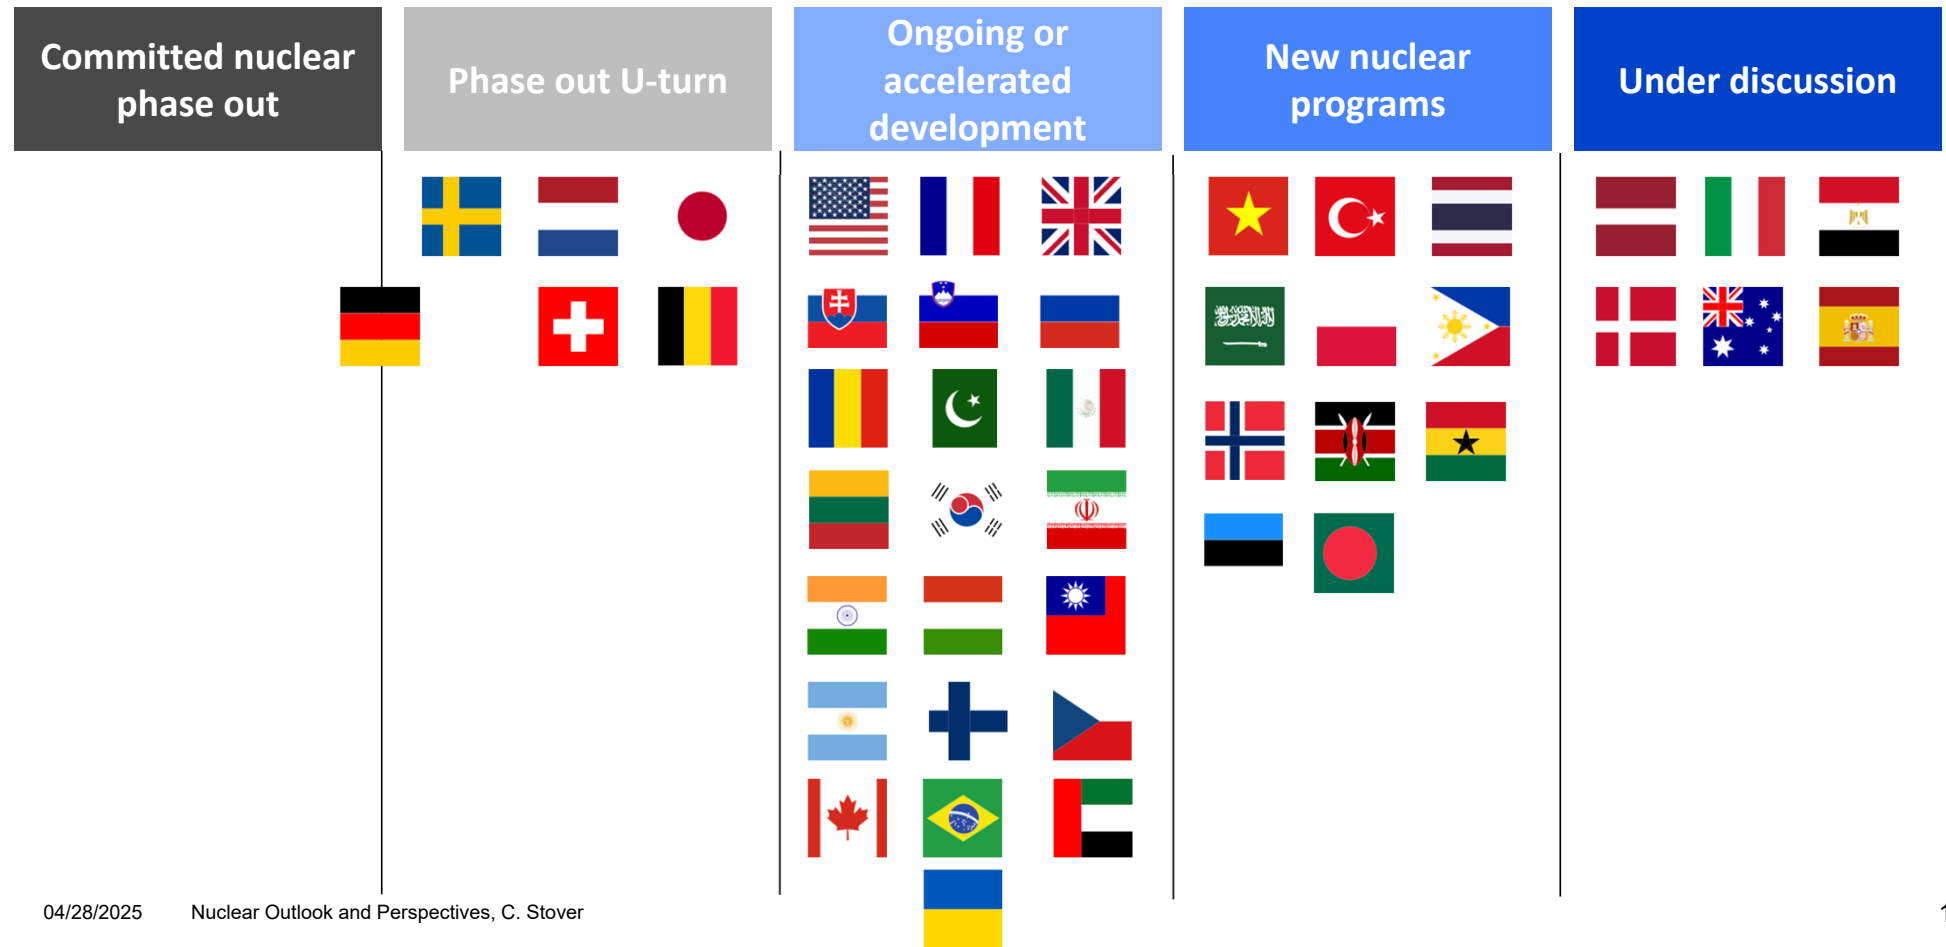 Committed nuclear
phase out
Phase out U-turn
Ongoing or
accelerated
development
New nuclear
programs
Under discussion
04/28/2025
Nuclear Outlook and Perspectives, C. Stover
1